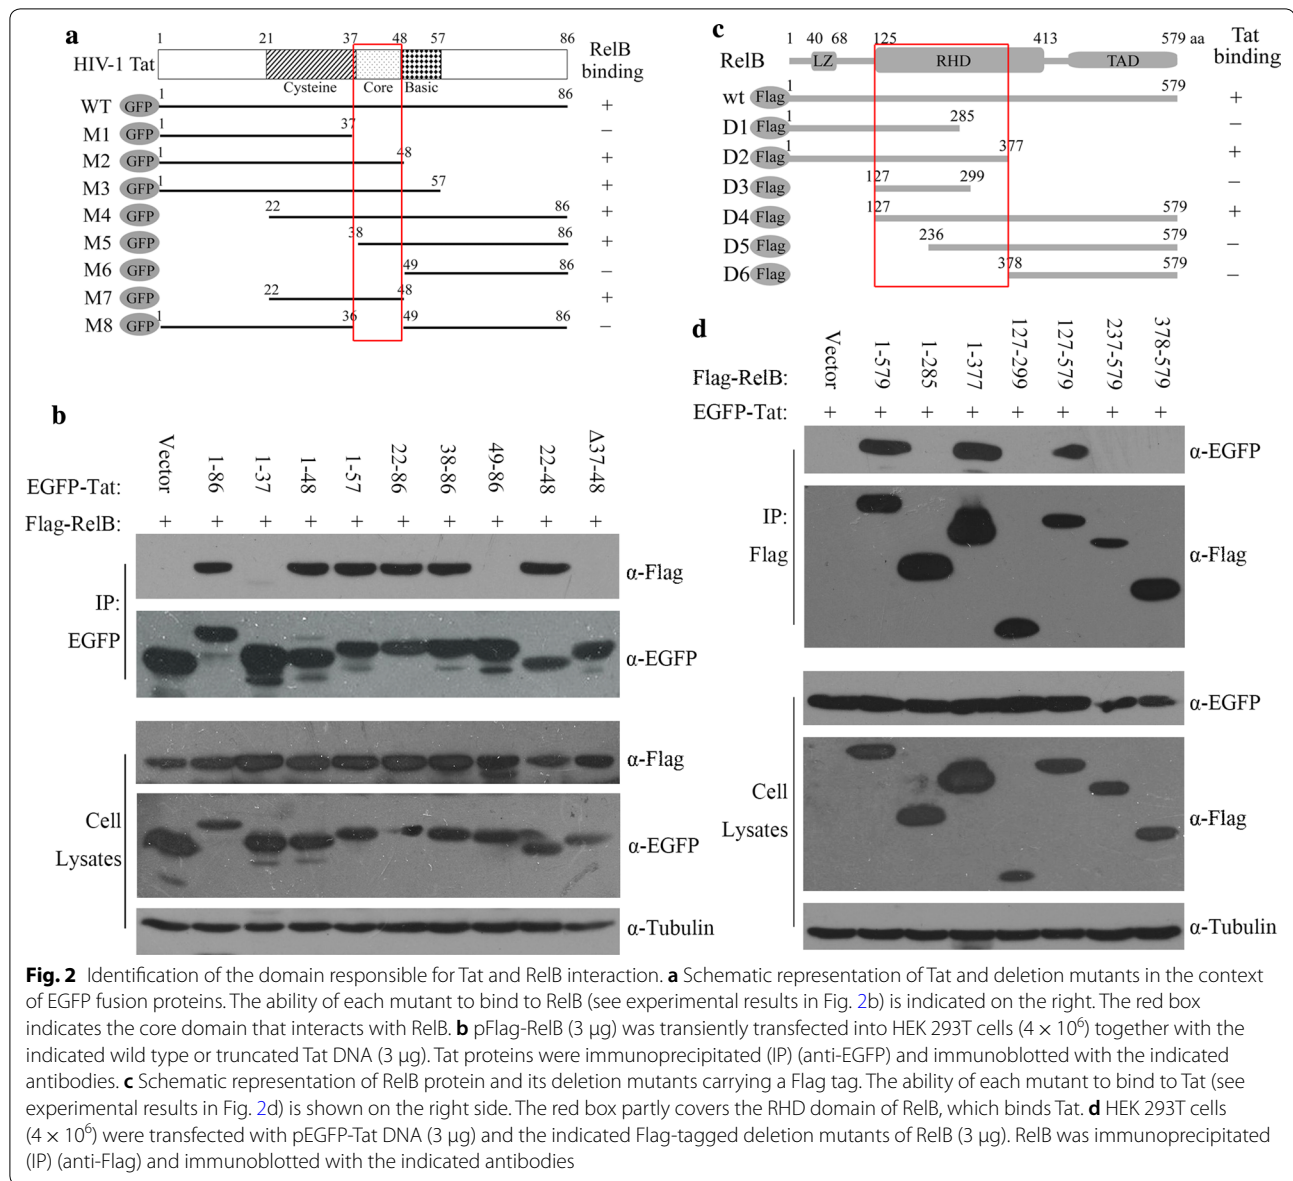 a
1 21 37 48 57 86
HIV-1 Tat
RelB
binding
Cysteine Core Basic
WT GFP 1 86 +
M1 GFP 1 37 −
M2 GFP 1 48 +
M3 GFP 1 57 +
M4 GFP 22 86 +
M5 GFP 38 86 +
M6 GFP 49 86 −
M7 GFP 22 48 +
M8 GFP 1 36 49 86 −
b
EGFP-Tat: Vector 1-86 1-37 1-48 1-57 22-86 38-86 49-86 22-48 Δ37-48
Flag-RelB: + + + + + + + + + +
IP:
EGFP
α-Flag
α-EGFP
Cell
Lysates
α-Flag
α-EGFP
α-Tubulin
c
1 40 68 125 413 579 aa
Tat
binding
RelB LZ RHD TAD
wt Flag 1 579 +
D1 Flag 1 285 −
D2 Flag 1 377 +
D3 Flag 127 299 −
D4 Flag 127 579 +
D5 Flag 236 579 −
D6 Flag 378 579 −
d
Flag-RelB: Vector 1-579 1-285 1-377 127-299 127-579 237-579 378-579
EGFP-Tat: + + + + + + + +
IP:
Flag
α-EGFP
α-Flag
Cell
Lysates
α-EGFP
α-Flag
α-Tubulin
Fig. 2 Identification of the domain responsible for Tat and RelB interaction. a Schematic representation of Tat and deletion mutants in the context
of EGFP fusion proteins. The ability of each mutant to bind to RelB (see experimental results in Fig. 2b) is indicated on the right. The red box
indicates the core domain that interacts with RelB. b pFlag-RelB (3 μg) was transiently transfected into HEK 293T cells (4 × 10⁶) together with the
indicated wild type or truncated Tat DNA (3 μg). Tat proteins were immunoprecipitated (IP) (anti-EGFP) and immunoblotted with the indicated
antibodies. c Schematic representation of RelB protein and its deletion mutants carrying a Flag tag. The ability of each mutant to bind to Tat (see
experimental results in Fig. 2d) is shown on the right side. The red box partly covers the RHD domain of RelB, which binds Tat. d HEK 293T cells
(4 × 10⁶) were transfected with pEGFP-Tat DNA (3 μg) and the indicated Flag-tagged deletion mutants of RelB (3 μg). RelB was immunoprecipitated
(IP) (anti-Flag) and immunoblotted with the indicated antibodies